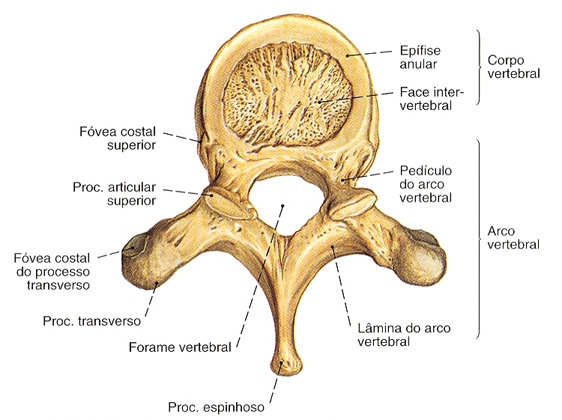 Epífise
anular
Face inter-
vertebral
Corpo
vertebral
Fóvea costal
superior
Proc. articular
superior
Fóvea costal
do processo
transverso
Proc. transverso
Forame vertebral
Proc. espinhoso
Pedículo
do arco
vertebral
Lâmina do arco
vertebral
Arco
vertebral